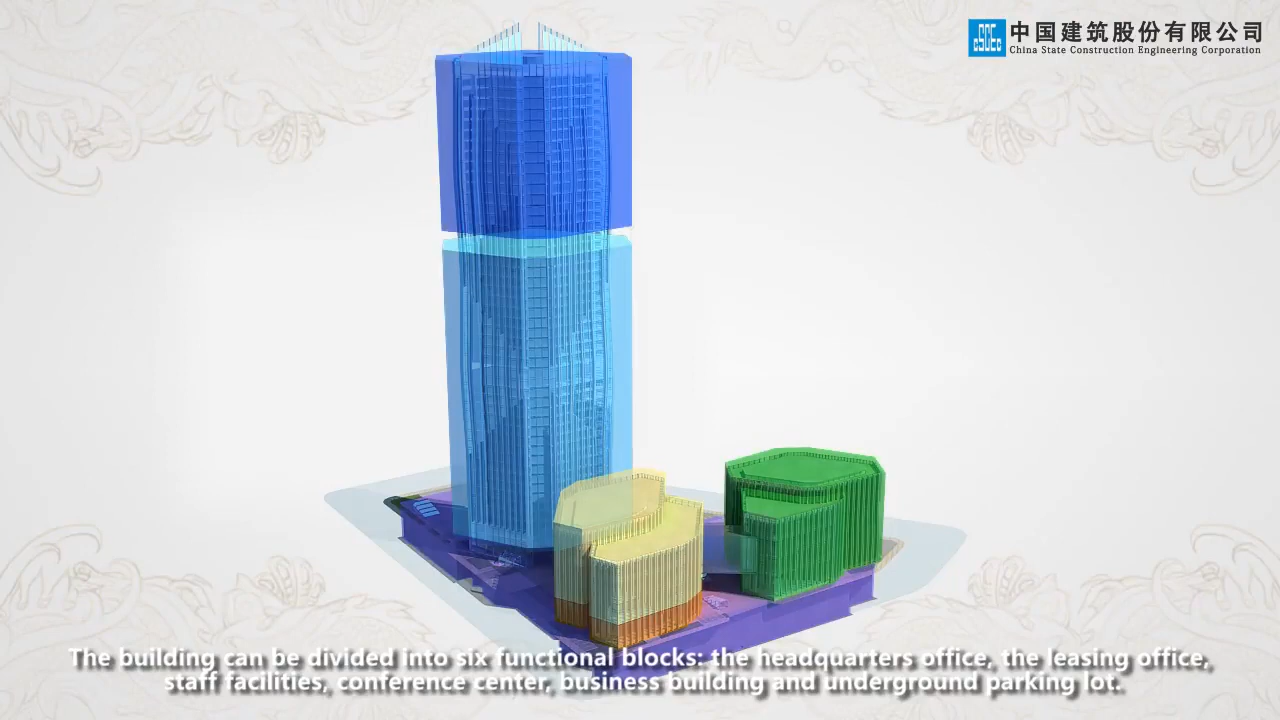 CSCEC
中国建筑股份有限公司
China State Construction Engineering Corporation
The building can be divided into six functional blocks: the headquarters office, the leasing office,
staff facilities, conference center, business building and underground parking lot.